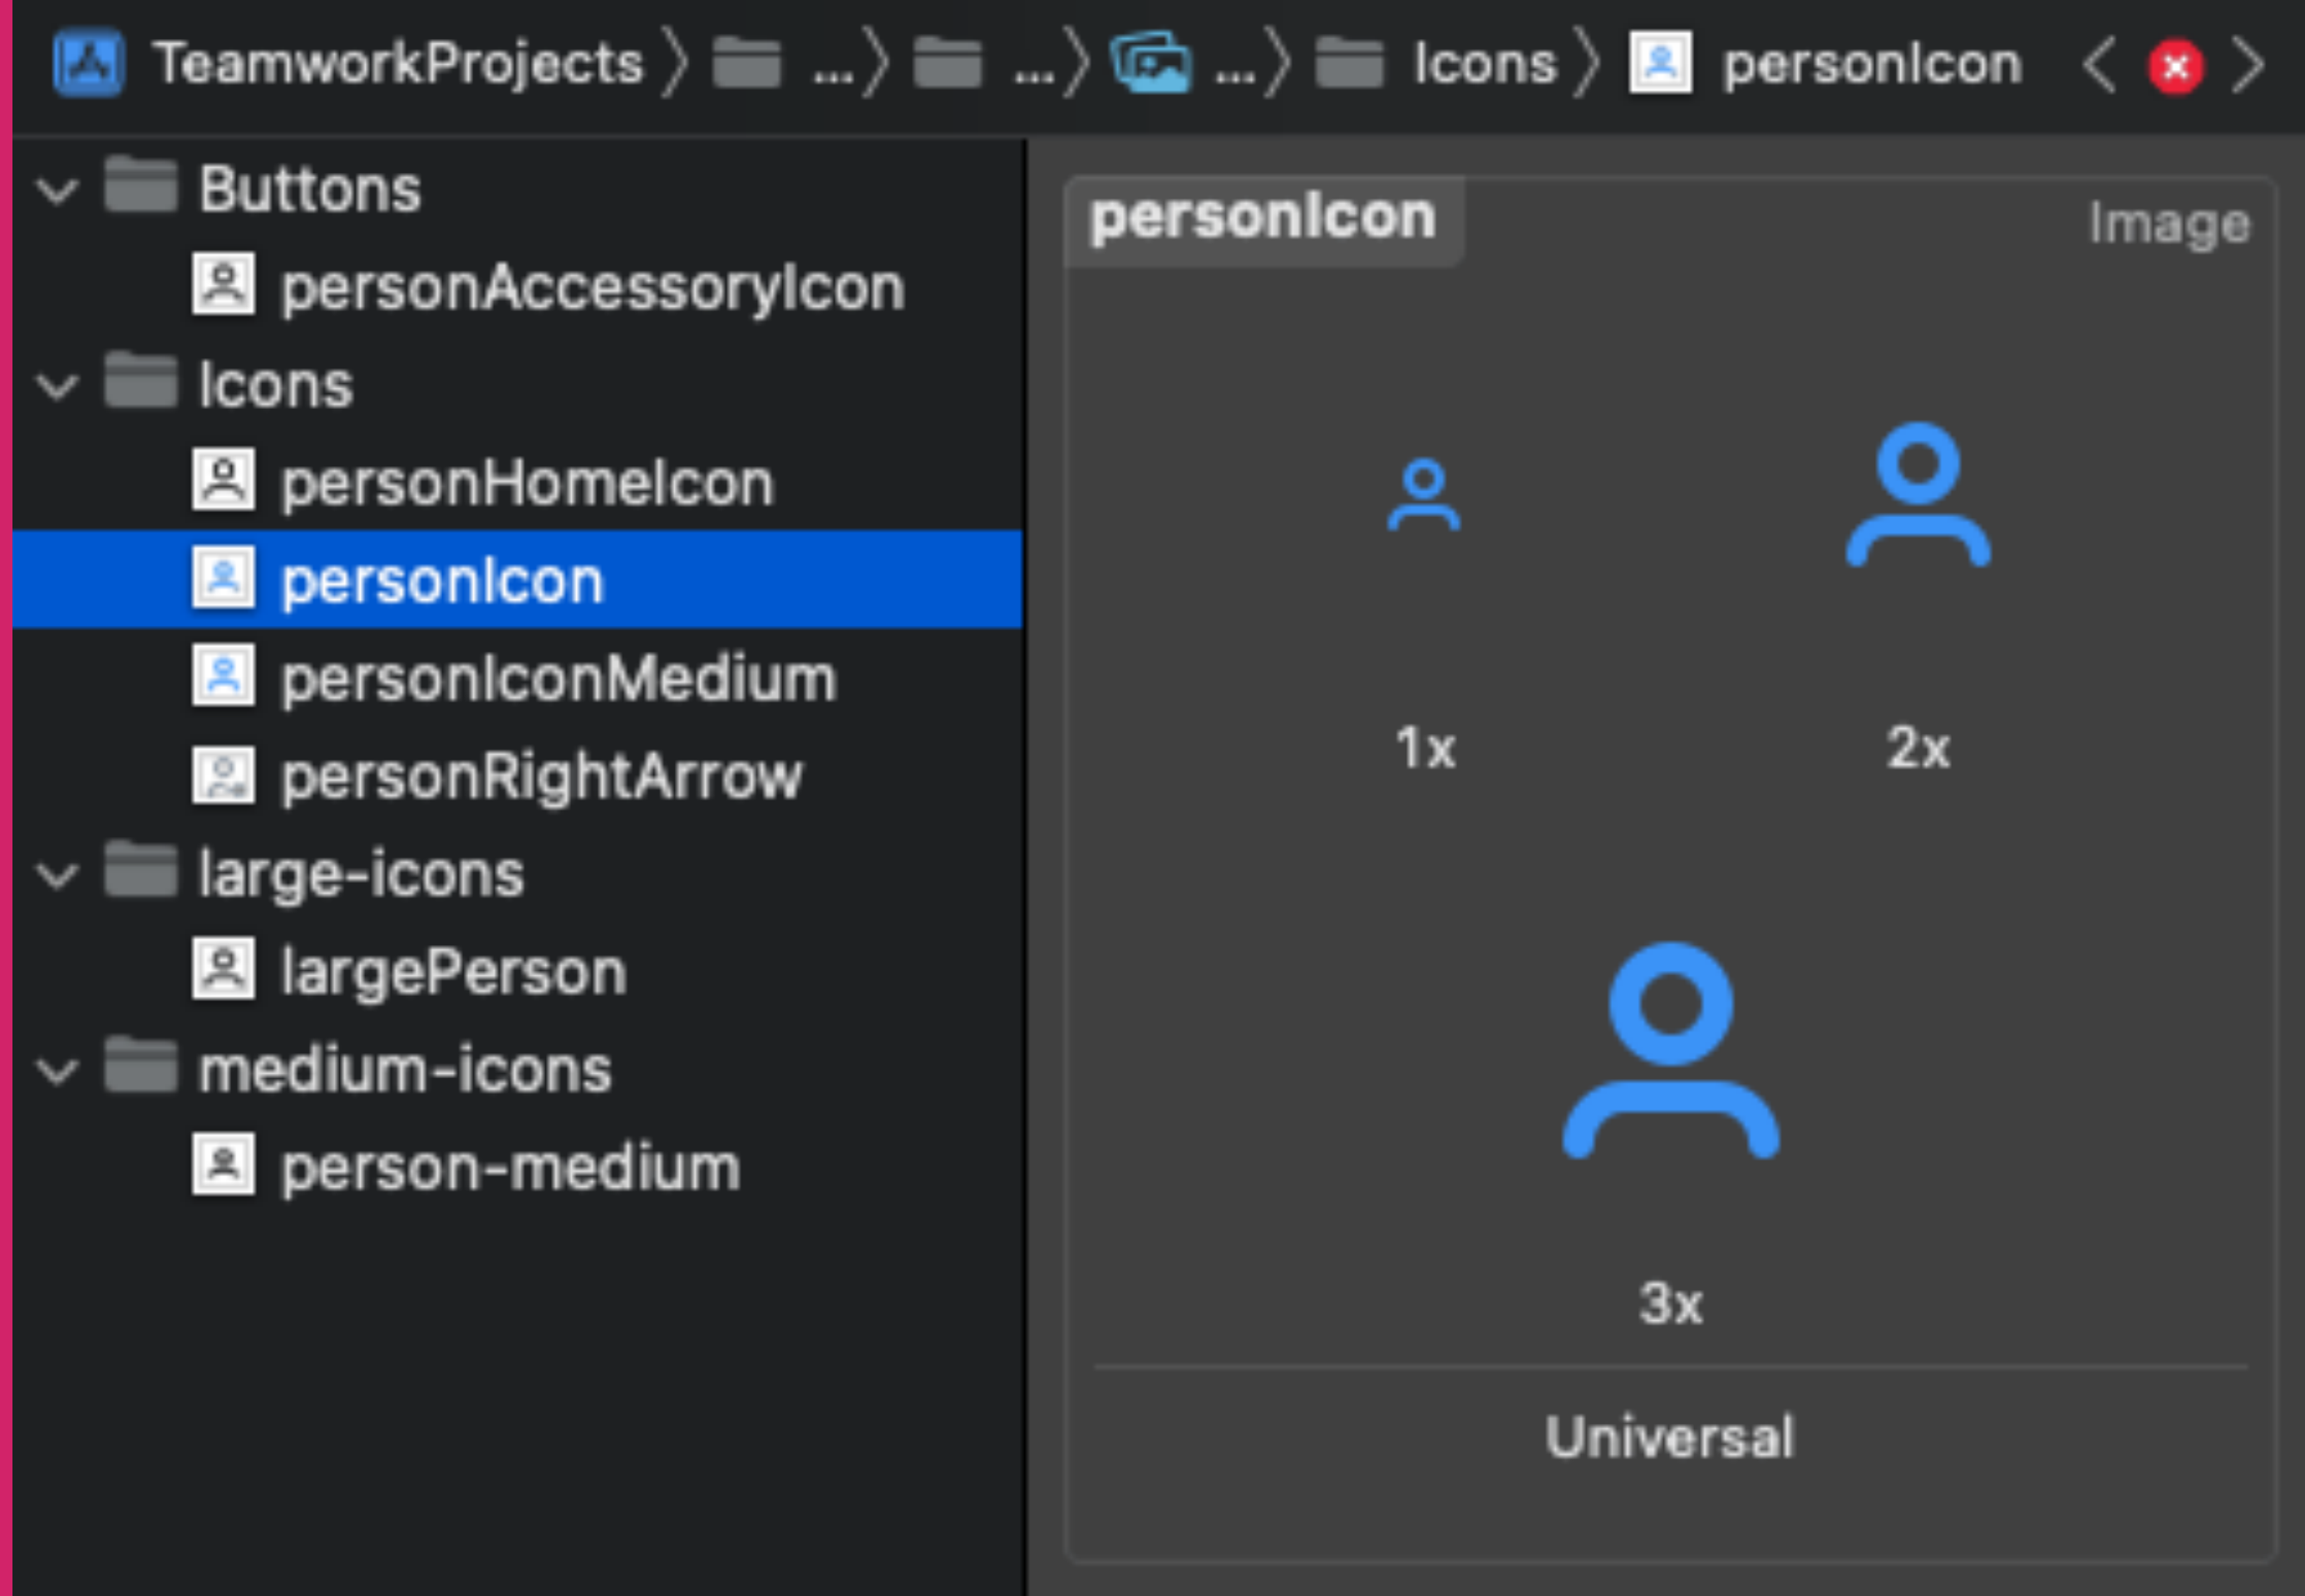 TeamworkProjects 〉 ... 〉 ... 〉 ... 〉 Icons 〉 personIcon
Buttons
personAccessoryIcon
Icons
personHomeIcon
personIcon
personIconMedium
personRightArrow
large-icons
largePerson
medium-icons
person-medium
personIcon
Image
1x
2x
3x
Universal